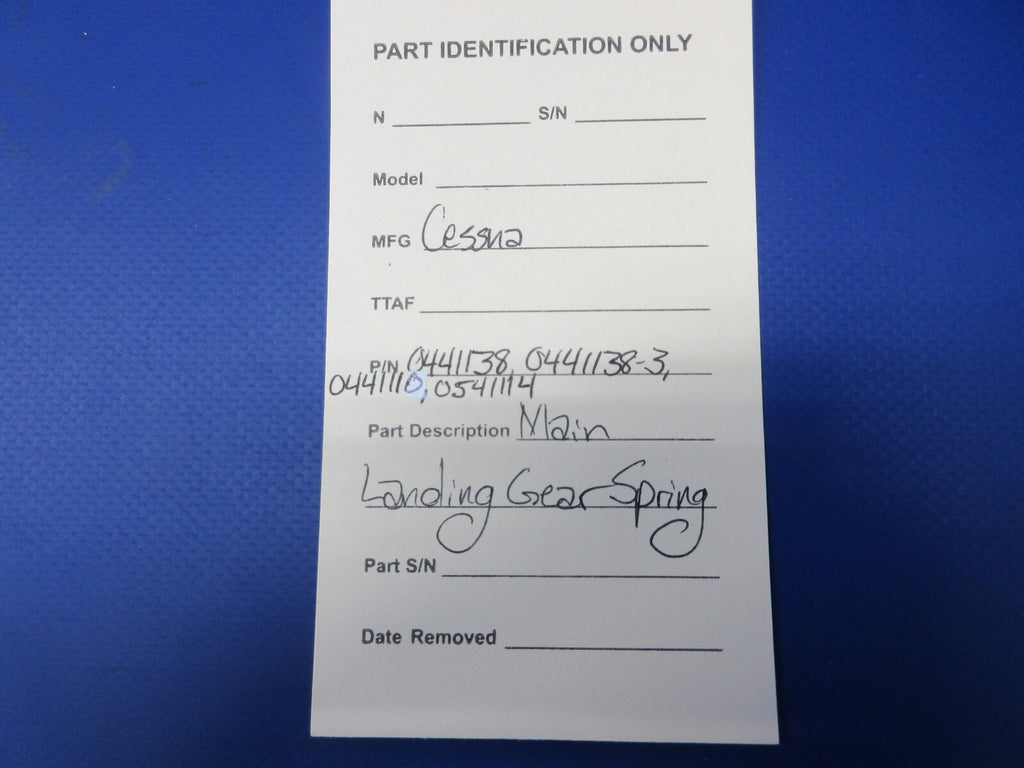 PART IDENTIFICATION ONLY
N S/N
Model
MFG Cessna
TTAF
P/N 0441138, 0441138-3,
0441110, 0541114
Part Description Main
Landing Gear Spring
Part S/N
Date Removed